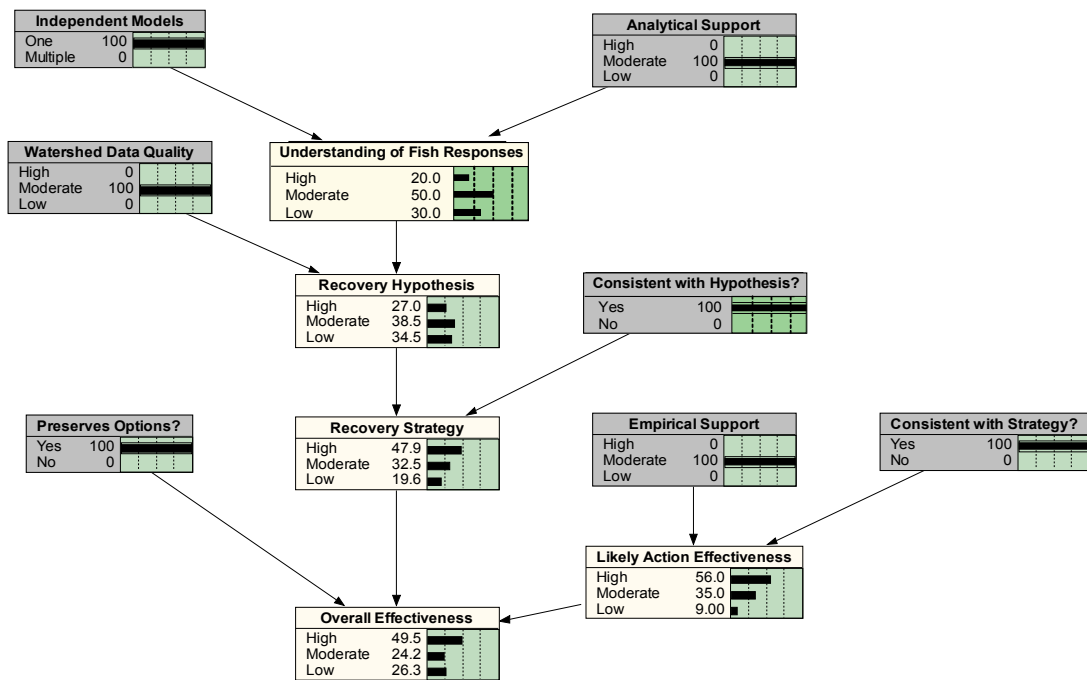 Independent Models
One 100
Multiple 0
Analytical Support
High 0
Moderate 100
Low 0
Watershed Data Quality
High 0
Moderate 100
Low 0
Understanding of Fish Responses
High 20.0
Moderate 50.0
Low 30.0
Recovery Hypothesis
High 27.0
Moderate 38.5
Low 34.5
Consistent with Hypothesis?
Yes 100
No 0
Preserves Options?
Yes 100
No 0
Recovery Strategy
High 47.9
Moderate 32.5
Low 19.6
Empirical Support
High 0
Moderate 100
Low 0
Consistent with Strategy?
Yes 100
No 0
Likely Action Effectiveness
High 56.0
Moderate 35.0
Low 9.00
Overall Effectiveness
High 49.5
Moderate 24.2
Low 26.3